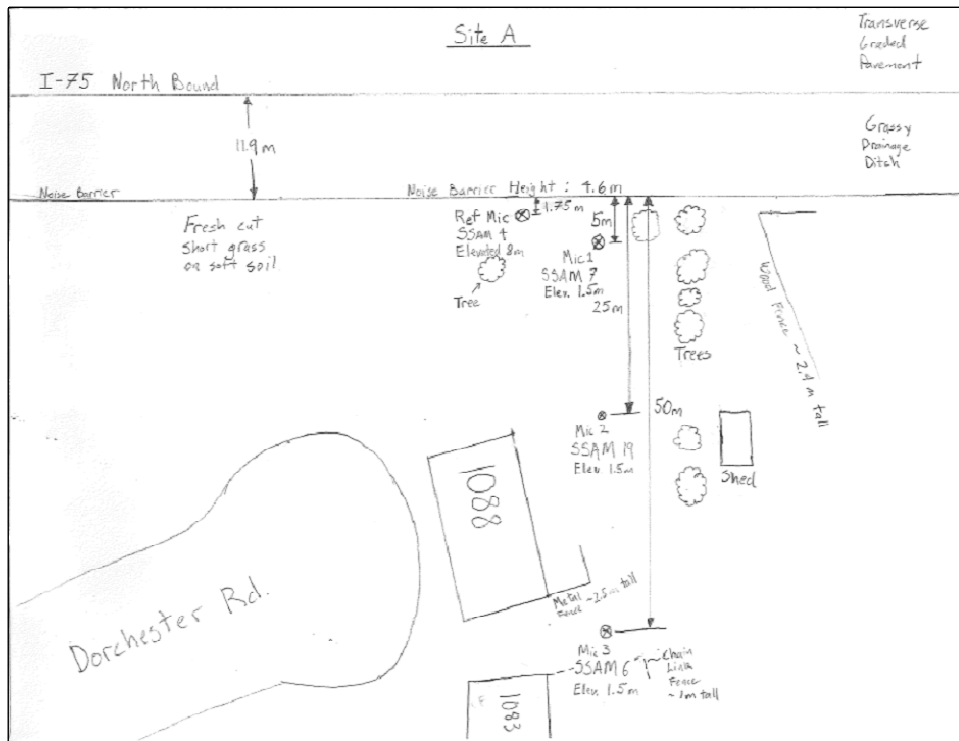 Site A
Transverse
Graded
Pavement
I-75 North Bound
11.9m
Grassy
Drainage
Ditch
Noise Barrier
Noise Barrier Height: 4.6m
1.75m
Fresh cut
short grass
on soft soil
Ref Mic
SSAM 4
Elevated 8m
Tree
5m
Mic 1
SSAM 7
Elev. 1.5m
25m
Trees
Wood Fence ~ 2.4 m tall
50m
Mic 2
SSAM 19
Elev 1.5m
Shed
1088
Metal
Fence
tall
Dorchester Rd.
Mic 3
SSAM 6
Elev. 1.5m
Chain
Link
Fence
~1m tall
1083